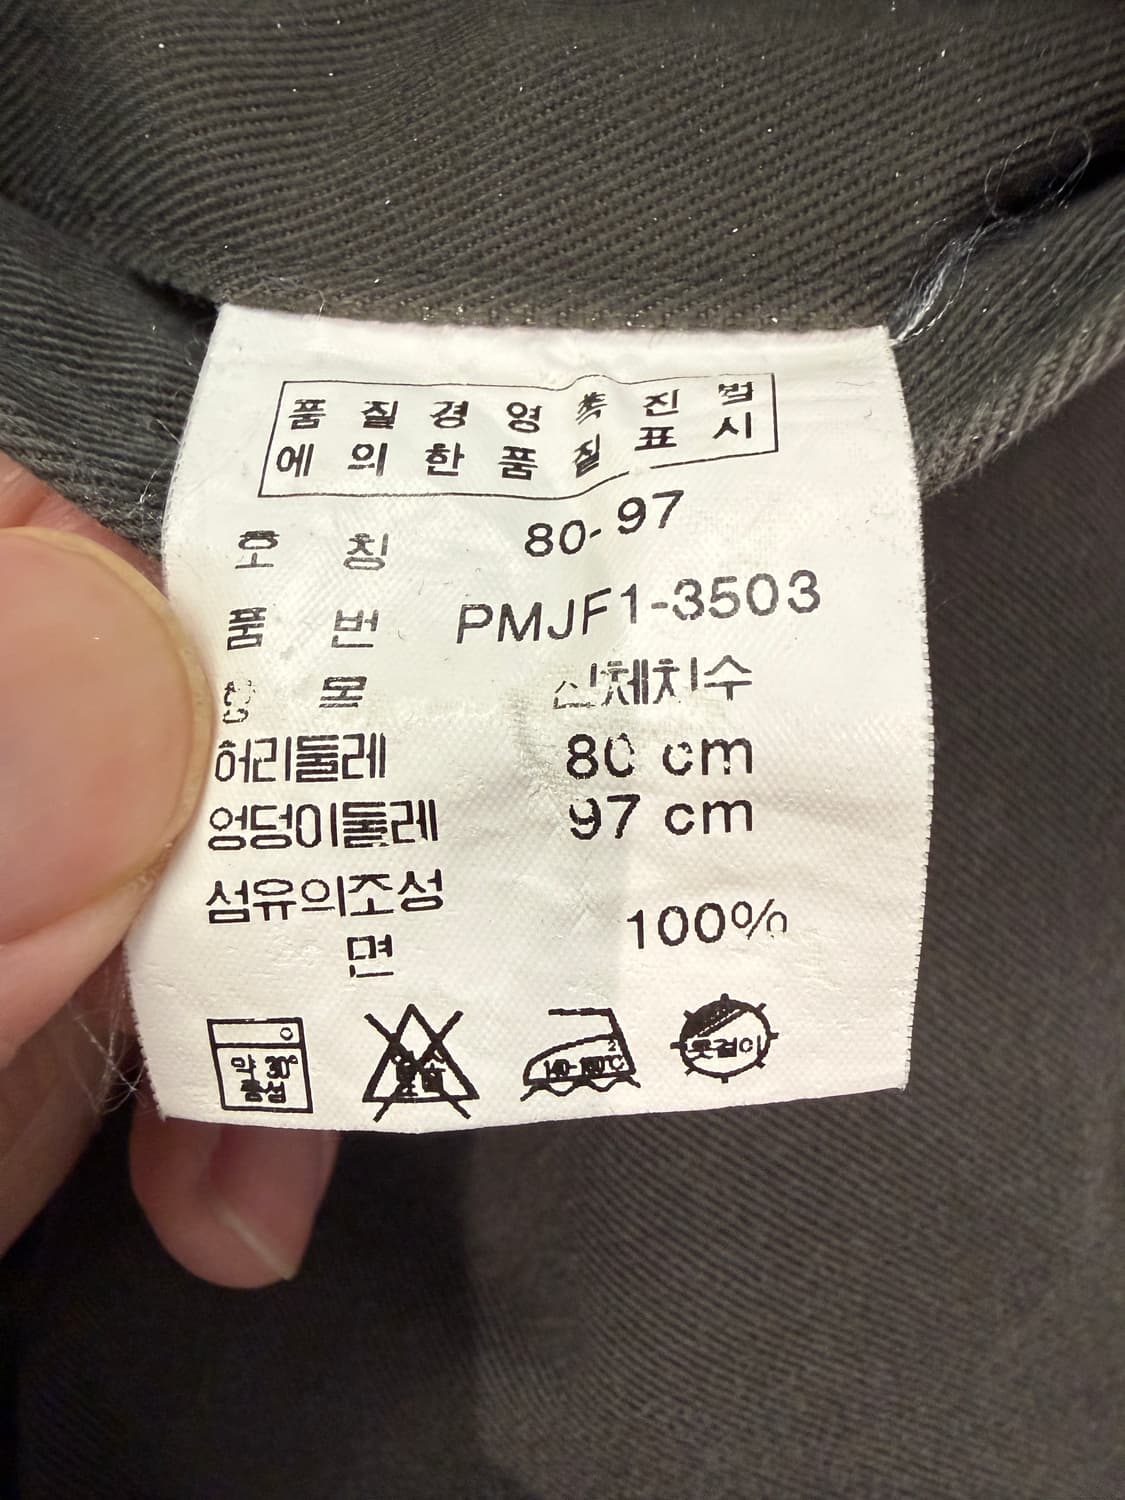 품 질 경 영 촉 진 법
에 의 한 품 질 표 시
호 칭 80-97
품 번 PMJF1-3503
항 목 신체치수
허리둘레 80 cm
엉덩이둘레 97 cm
섬유의조성
면 100%
약 30℃
중성
옷걸이